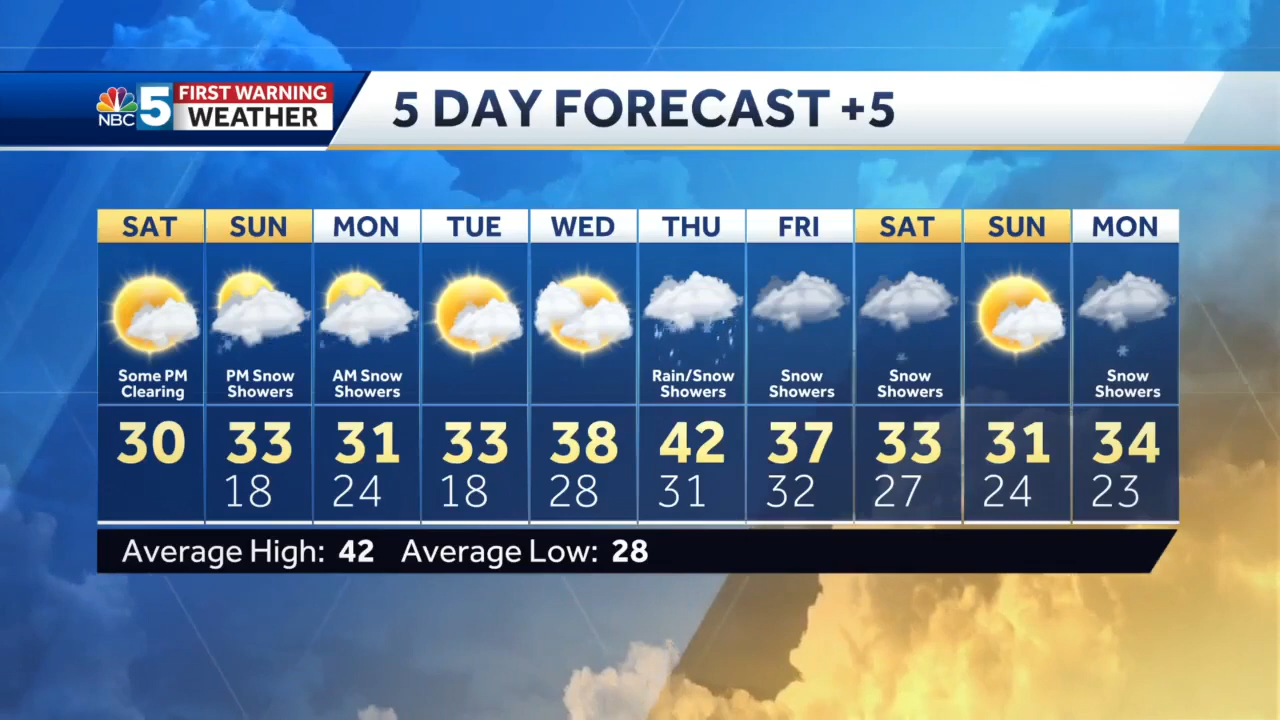 NBC 5 FIRST WARNING
WEATHER
5 DAY FORECAST +5
SAT SUN MON TUE WED THU FRI SAT SUN MON
Some PM PM Snow AM Snow Rain/Snow Snow Snow Snow
Clearing Showers Showers Showers Showers Showers Showers
30 33 31 33 38 42 37 33 31 34
18 24 18 28 31 32 27 24 23
Average High: 42 Average Low: 28